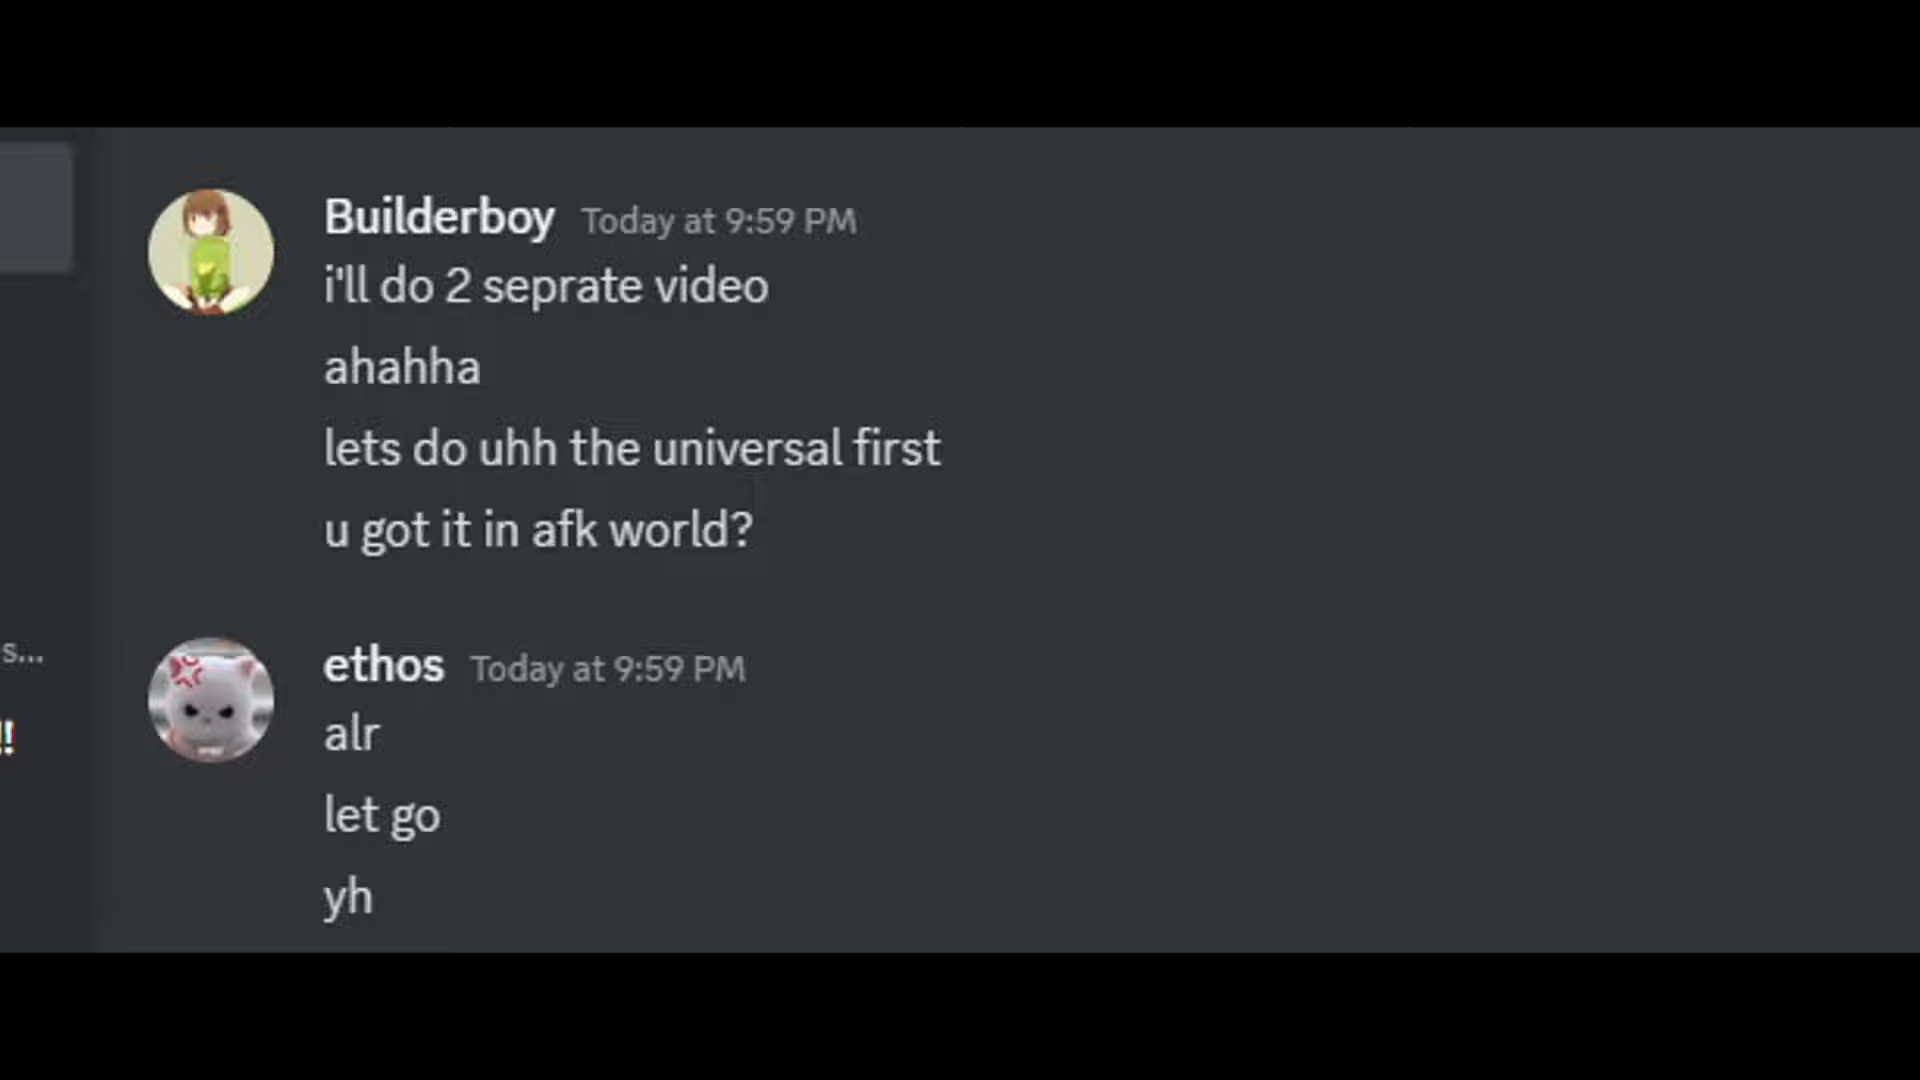 Builderboy Today at 9:59 PM
i'll do 2 seprate video
ahahha
lets do uhh the universal first
u got it in afk world?
s...
ethos Today at 9:59 PM
!!
alr
let go
yh